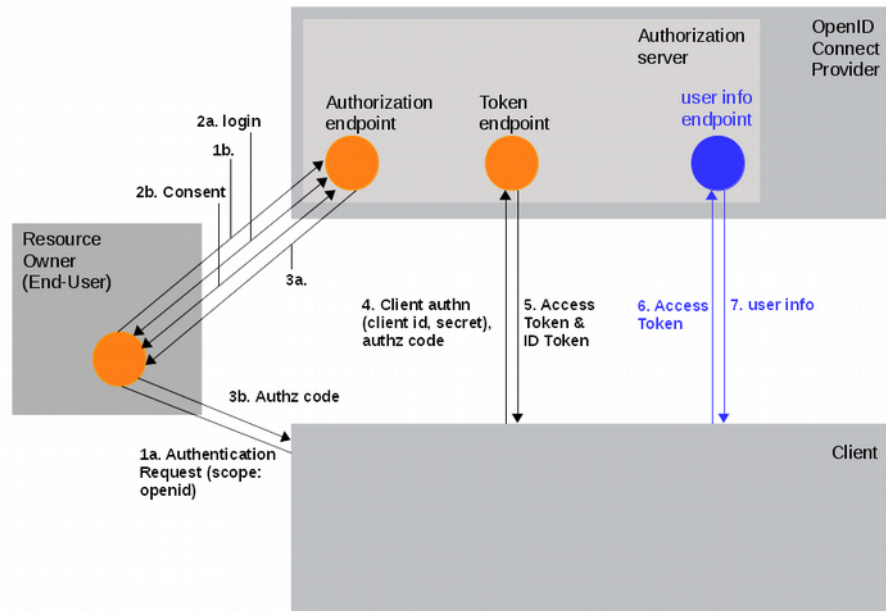 OpenID
Connect
Provider
Authorization
server
Authorization
endpoint
Token
endpoint
user info
endpoint
2a. login
1b.
2b. Consent
Resource
Owner
(End-User)
3a.
4. Client authn
(client id, secret),
authz code
5. Access
Token &
ID Token
6. Access
Token
7. user info
3b. Authz code
1a. Authentication
Request (scope:
openid)
Client